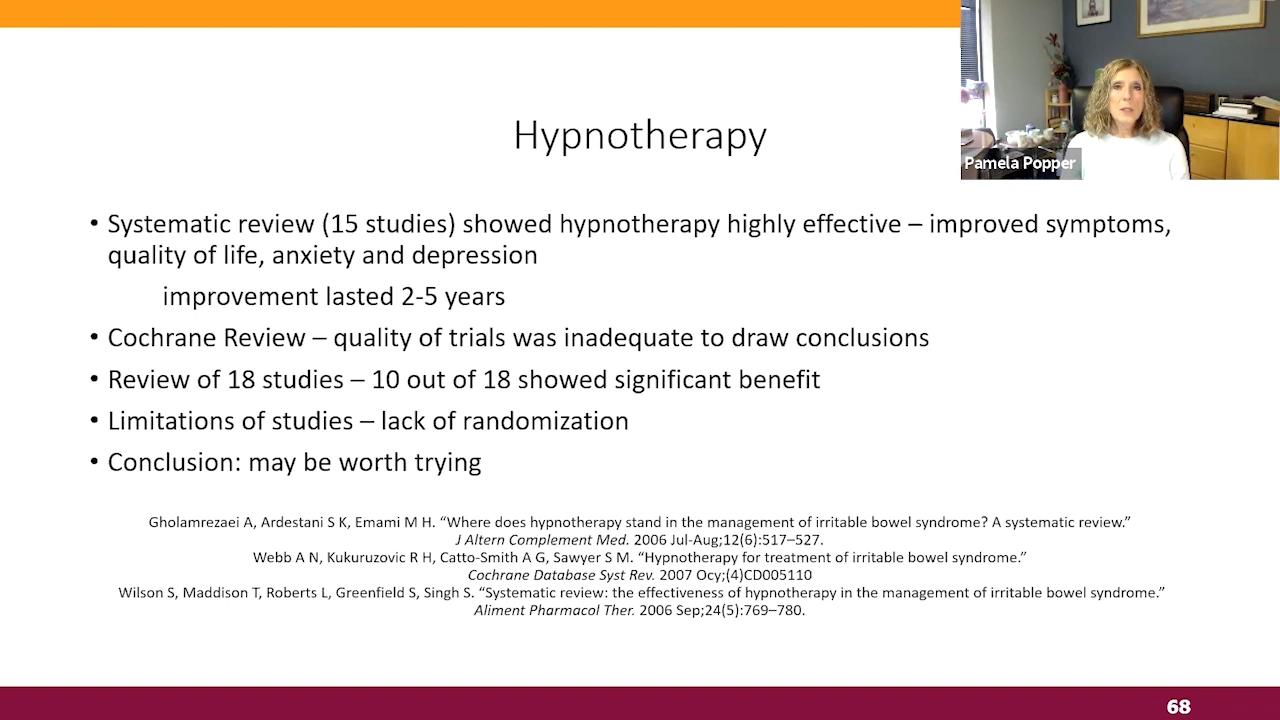 Pamela Popper
Hypnotherapy
• Systematic review (15 studies) showed hypnotherapy highly effective – improved symptoms,
quality of life, anxiety and depression
improvement lasted 2-5 years
• Cochrane Review – quality of trials was inadequate to draw conclusions
• Review of 18 studies – 10 out of 18 showed significant benefit
• Limitations of studies – lack of randomization
• Conclusion: may be worth trying
Gholamrezaei A, Ardestani S K, Emami M H. “Where does hypnotherapy stand in the management of irritable bowel syndrome? A systematic review.”
J Altern Complement Med. 2006 Jul-Aug;12(6):517–527.
Webb A N, Kukuruzovic R H, Catto-Smith A G, Sawyer S M. “Hypnotherapy for treatment of irritable bowel syndrome.”
Cochrane Database Syst Rev. 2007 Ocy;(4)CD005110
Wilson S, Maddison T, Roberts L, Greenfield S, Singh S. “Systematic review: the effectiveness of hypnotherapy in the management of irritable bowel syndrome.”
Aliment Pharmacol Ther. 2006 Sep;24(5):769–780.
68